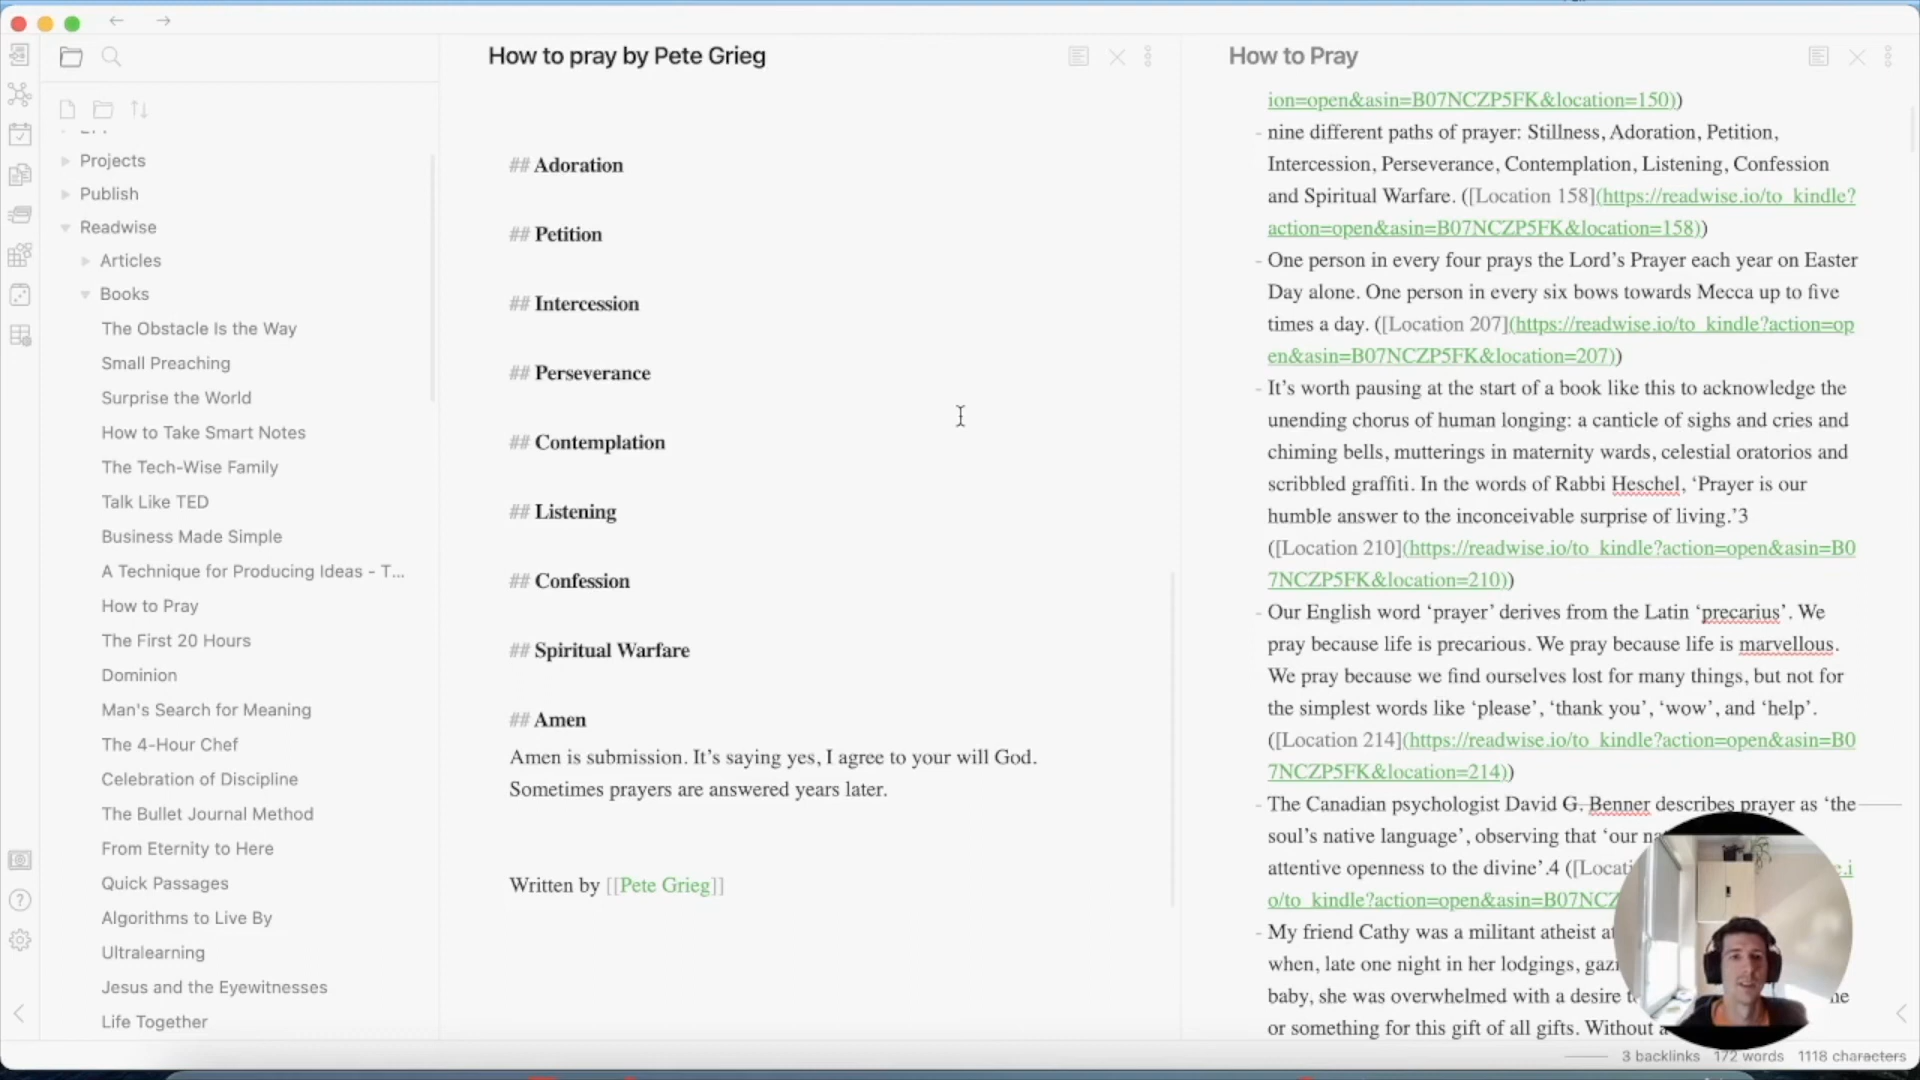 How to pray by Pete Grieg
How to Pray
Projects
Publish
Readwise
Articles
Books
The Obstacle Is the Way
Small Preaching
Surprise the World
How to Take Smart Notes
The Tech-Wise Family
Talk Like TED
Business Made Simple
A Technique for Producing Ideas - T...
How to Pray
The First 20 Hours
Dominion
Man's Search for Meaning
The 4-Hour Chef
Celebration of Discipline
The Bullet Journal Method
From Eternity to Here
Quick Passages
Algorithms to Live By
Ultralearning
Jesus and the Eyewitnesses
Life Together
## Adoration
## Petition
## Intercession
## Perseverance
## Contemplation
## Listening
## Confession
## Spiritual Warfare
## Amen
Amen is submission. It’s saying yes, I agree to your will God.
Sometimes prayers are answered years later.
Written by [[Pete Grieg]]
ion=open&asin=B07NCZP5FK&location=150))
- nine different paths of prayer: Stillness, Adoration, Petition,
Intercession, Perseverance, Contemplation, Listening, Confession
and Spiritual Warfare. ([Location 158](https://readwise.io/to_kindle?
action=open&asin=B07NCZP5FK&location=158))
- One person in every four prays the Lord’s Prayer each year on Easter
Day alone. One person in every six bows towards Mecca up to five
times a day. ([Location 207](https://readwise.io/to_kindle?action=op
en&asin=B07NCZP5FK&location=207))
- It’s worth pausing at the start of a book like this to acknowledge the
unending chorus of human longing: a canticle of sighs and cries and
chiming bells, mutterings in maternity wards, celestial oratorios and
scribbled graffiti. In the words of Rabbi Heschel, ‘Prayer is our
humble answer to the inconceivable surprise of living.’3
([Location 210](https://readwise.io/to_kindle?action=open&asin=B0
7NCZP5FK&location=210))
- Our English word ‘prayer’ derives from the Latin ‘precarius’. We
pray because life is precarious. We pray because life is marvellous.
We pray because we find ourselves lost for many things, but not for
the simplest words like ‘please’, ‘thank you’, ‘wow’, and ‘help’.
([Location 214](https://readwise.io/to_kindle?action=open&asin=B0
7NCZP5FK&location=214))
- The Canadian psychologist David G. Benner describes prayer as ‘the
soul’s native language’, observing that ‘our
attentive openness to the divine’.4
o/to_kindle?action=open&asin=B07NCZ
- My friend Cathy was a militant atheist
when, late one night in her lodgings,
baby, she was overwhelmed with a desire
or something for this gift of all gifts. Without
3 backlinks 172 words 1118 characters